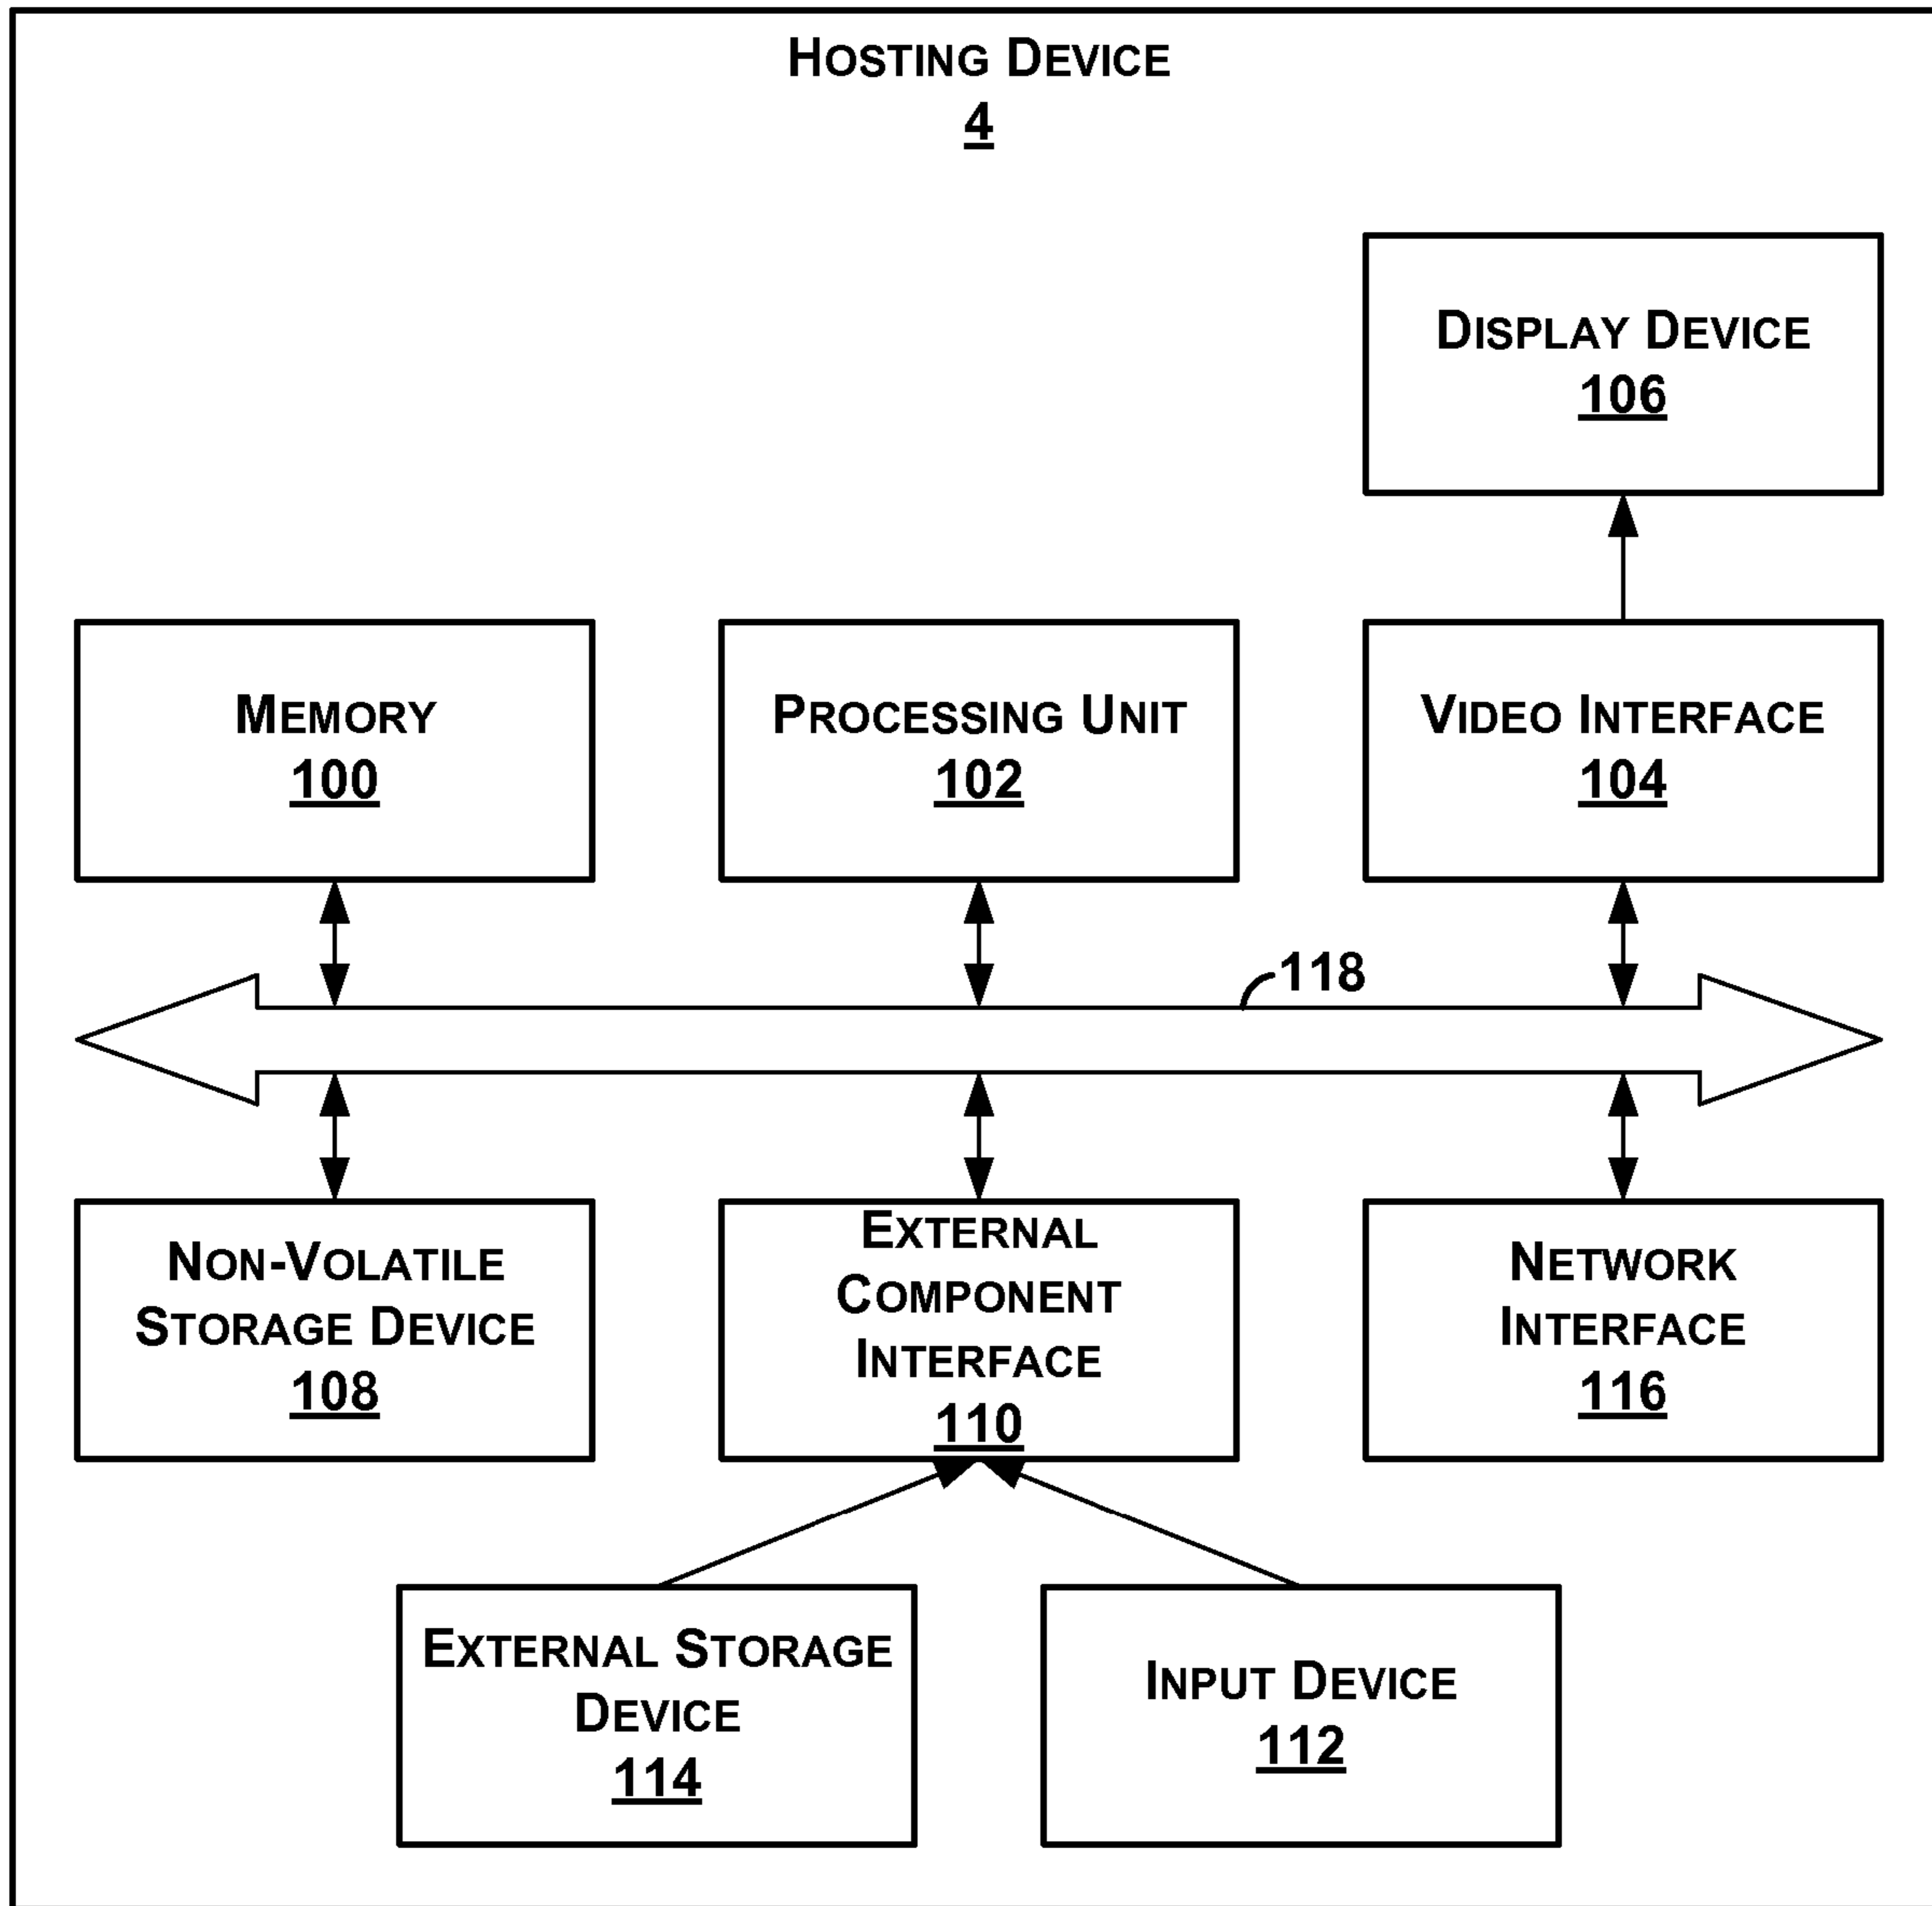 HOSTING DEVICE
4
DISPLAY DEVICE
106
MEMORY
100
PROCESSING UNIT
102
VIDEO INTERFACE
104
118
NON-VOLATILE
STORAGE DEVICE
108
EXTERNAL
COMPONENT
INTERFACE
110
NETWORK
INTERFACE
116
EXTERNAL STORAGE
DEVICE
114
INPUT DEVICE
112